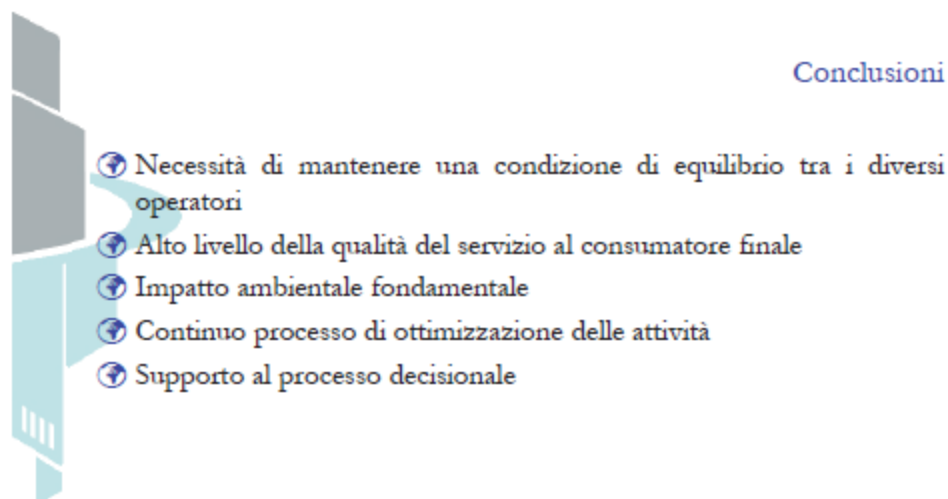 Conclusioni
Necessità di mantenere una condizione di equilibrio tra i diversi
operatori
Alto livello della qualità del servizio al consumatore finale
Impatto ambientale fondamentale
Continuo processo di ottimizzazione delle attività
Supporto al processo decisionale